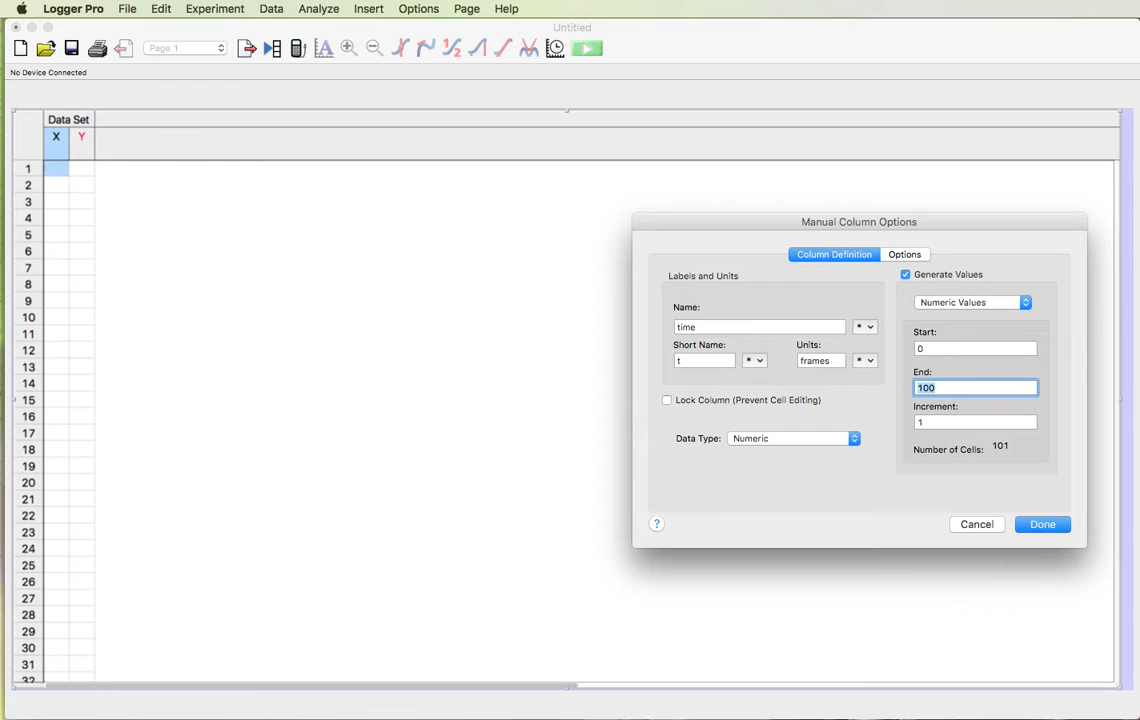 Logger Pro File Edit Experiment Data Analyze Insert Options Page Help
Untitled
Page 1
No Device Connected
Data Set
X Y
1
2
3
4
5
6
7
8
9
10
11
12
13
14
15
16
17
18
19
20
21
22
23
24
25
26
27
28
29
30
31
32
Manual Column Options
Column Definition Options
Labels and Units
Generate Values
Numeric Values
Name:
time
*
Short Name:
Units:
t
*
frames
*
Start:
0
End:
100
Increment:
1
Number of Cells: 101
Lock Column (Prevent Cell Editing)
Data Type: Numeric
?
Cancel
Done